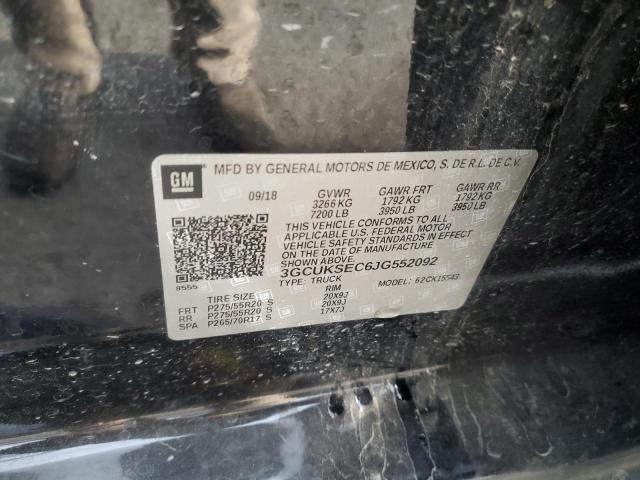 GM MFD BY GENERAL MOTORS DE MEXICO, S. DE R.L. DE C.V.
09/18 GVWR GAWR FRT GAWR RR
3266 KG 1792 KG 1792 KG
7200 LB 3950 LB 3950 LB
THIS VEHICLE CONFORMS TO ALL
APPLICABLE U.S. FEDERAL MOTOR
VEHICLE SAFETY STANDARDS IN
EFFECT ON THE DATE OF MANUFACTURE
SHOWN ABOVE.
3GCUKSEC6JG552092
8555 TYPE: TRUCK MODEL: 62CK15543
TIRE SIZE RIM
FRT P275/55R20 S 20X9J
RR P275/55R20 S 20X9J
SPA P265/70R17 S 17X7J